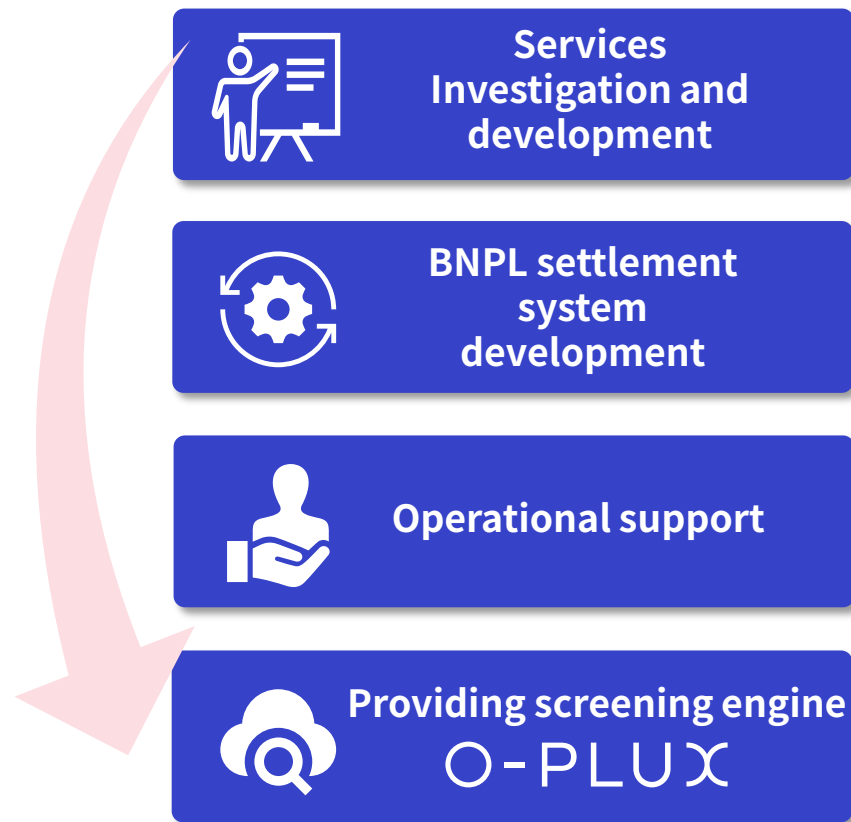 Services
Investigation and
development
BNPL settlement
system
development
Operational support
Providing screening engine
O-PLUX